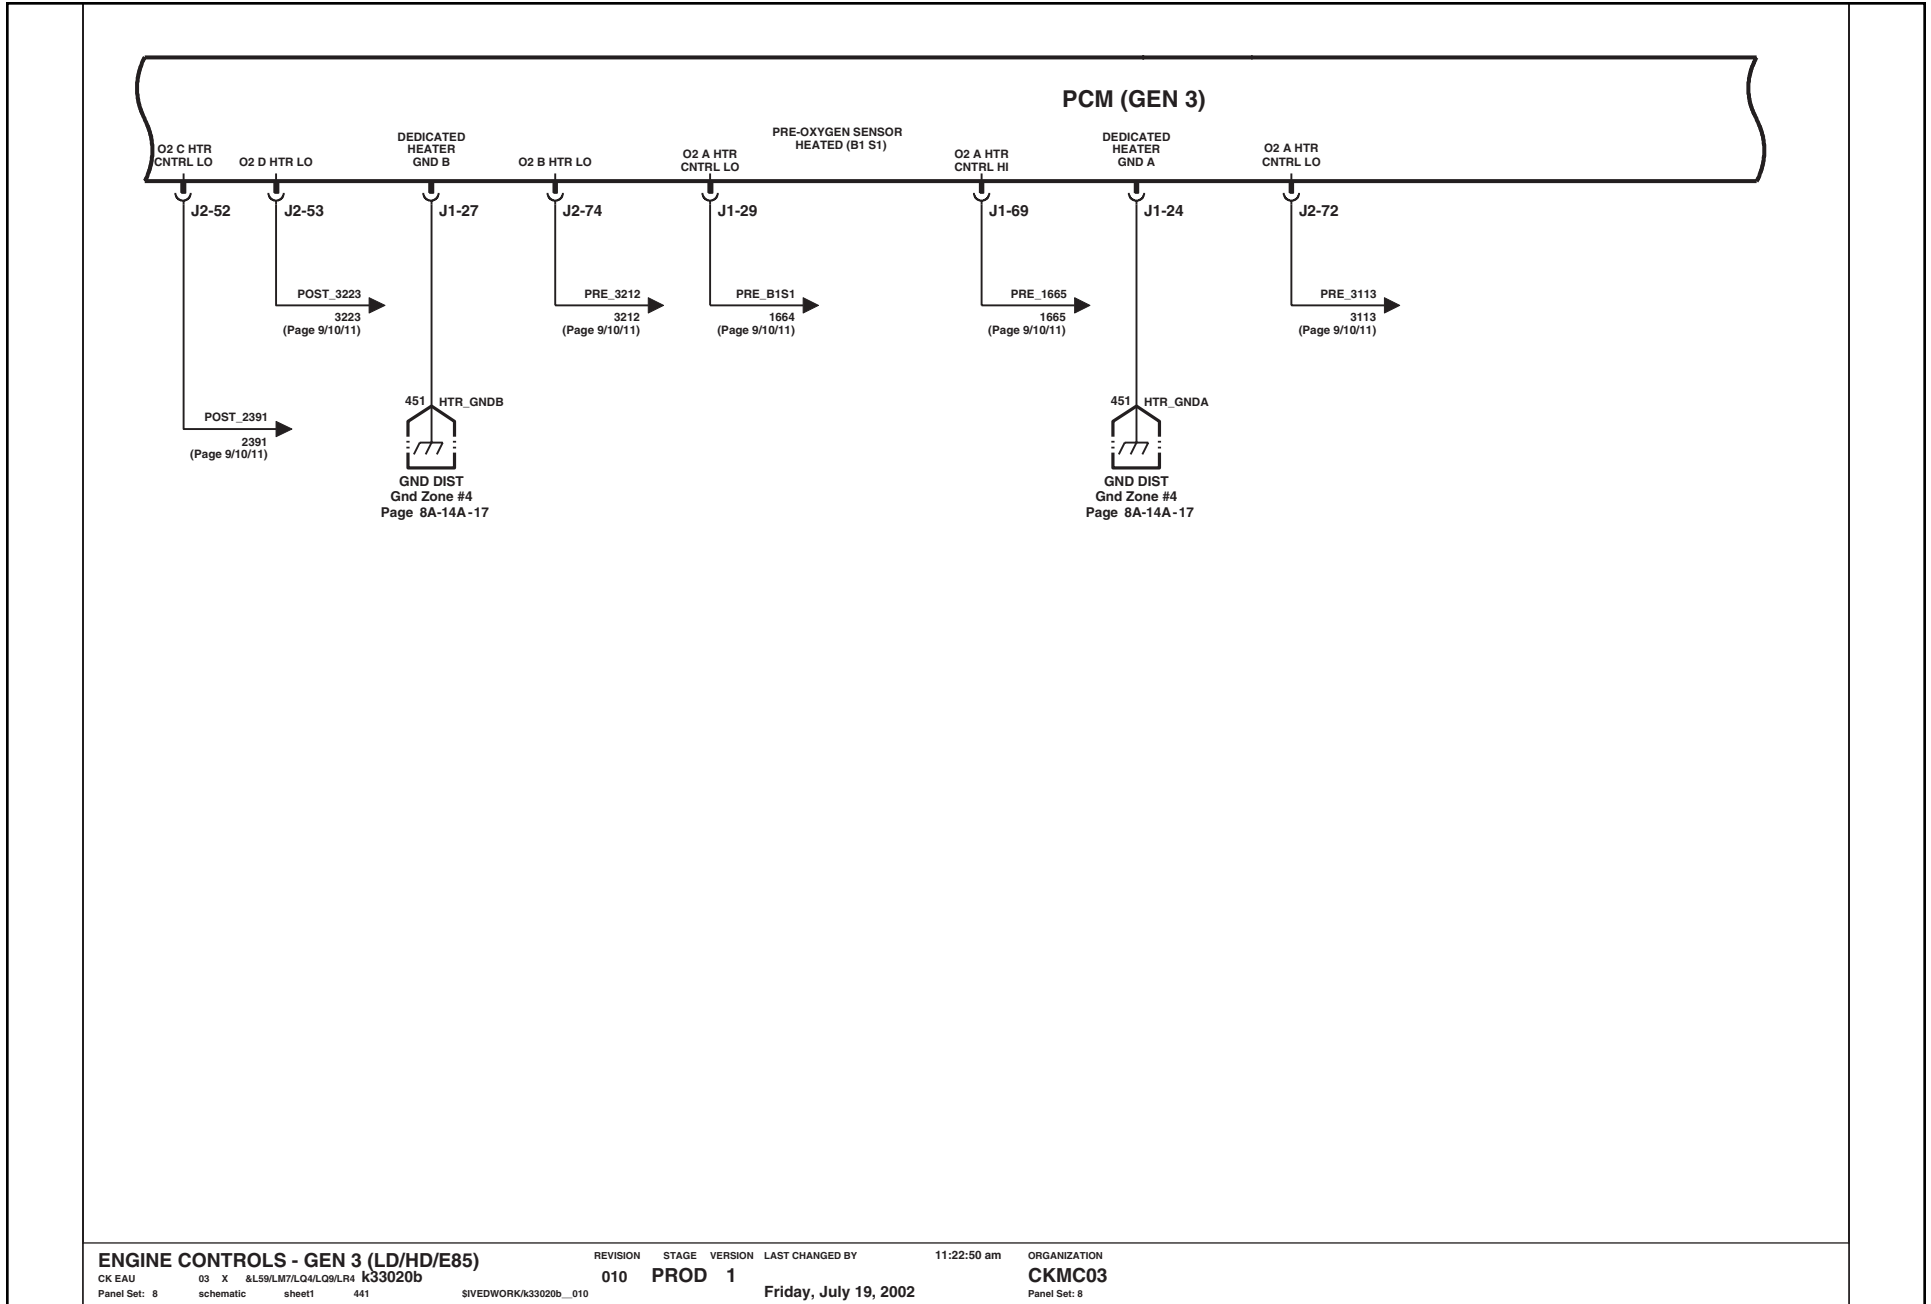 PCM (GEN 3)
O2 C HTR
CNTRL LO
O2 D HTR LO
DEDICATED
HEATER
GND B
O2 B HTR LO
O2 A HTR
CNTRL LO
PRE-OXYGEN SENSOR
HEATED (B1 S1)
O2 A HTR
CNTRL HI
DEDICATED
HEATER
GND A
O2 A HTR
CNTRL LO
J2-52
J2-53
J1-27
J2-74
J1-29
J1-69
J1-24
J2-72
POST_3223
3223
(Page 9/10/11)
PRE_3212
3212
(Page 9/10/11)
PRE_B1S1
1664
(Page 9/10/11)
PRE_1665
1665
(Page 9/10/11)
PRE_3113
3113
(Page 9/10/11)
POST_2391
2391
(Page 9/10/11)
451 HTR_GNDB
GND DIST
Gnd Zone #4
Page 8A-14A-17
451 HTR_GNDA
GND DIST
Gnd Zone #4
Page 8A-14A-17
ENGINE CONTROLS - GEN 3 (LD/HD/E85)
CK EAU 03 X &L59/LM7/LQ4/LQ9/LR4 k33020b
Panel Set: 8 schematic sheet1 441 $IVEDWORK/k33020b__010
REVISION STAGE VERSION LAST CHANGED BY 11:22:50 am ORGANIZATION
010 PROD 1 CKMC03
Friday, July 19, 2002 Panel Set: 8